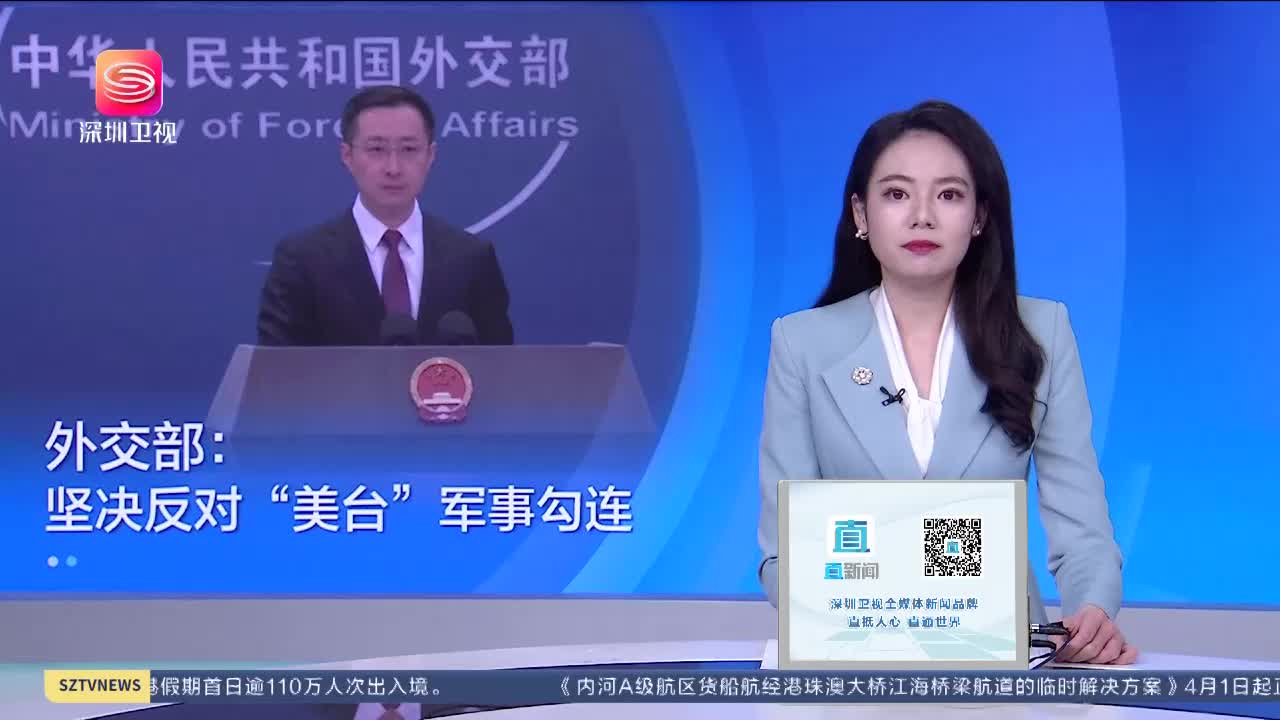 中华人民共和国外交部
Ministry of Foreign Affairs
深圳卫视
外交部：
坚决反对“美台”军事勾连
直
直新闻
直
深圳卫视全媒体新闻品牌
直抵人心 直通世界
SZTVNEWS
港假期首日逾110万人次出入境。
《内河A级航区货船航经港珠澳大桥江海桥梁航道的临时解决方案》4月1日起正